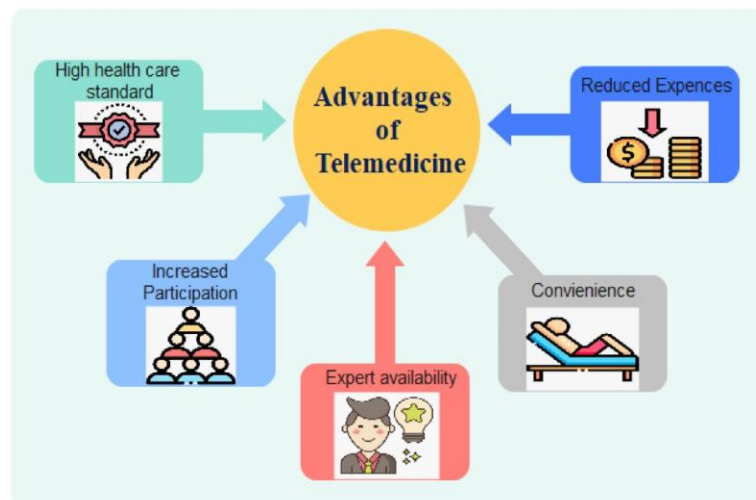 High health care
standard
Advantages
of
Telemedicine
Reduced Expences
$
Increased
Participation
Convienience
Expert availability